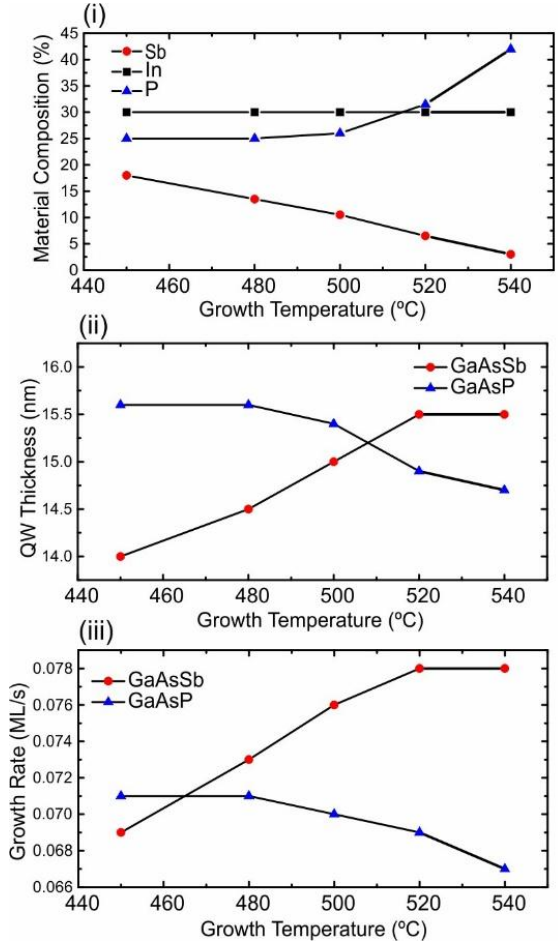 (i)
Material Composition (%)
45
40
35
30
25
20
15
10
5
0
Sb
In
P
440 460 480 500 520 540
Growth Temperature (ºC)
(ii)
QW Thickness (nm)
16.0
15.5
15.0
14.5
14.0
GaAsSb
GaAsP
440 460 480 500 520 540
Growth Temperature (ºC)
(iii)
Growth Rate (ML/s)
0.078
0.076
0.074
0.072
0.070
0.068
0.066
GaAsSb
GaAsP
440 460 480 500 520 540
Growth Temperature (ºC)